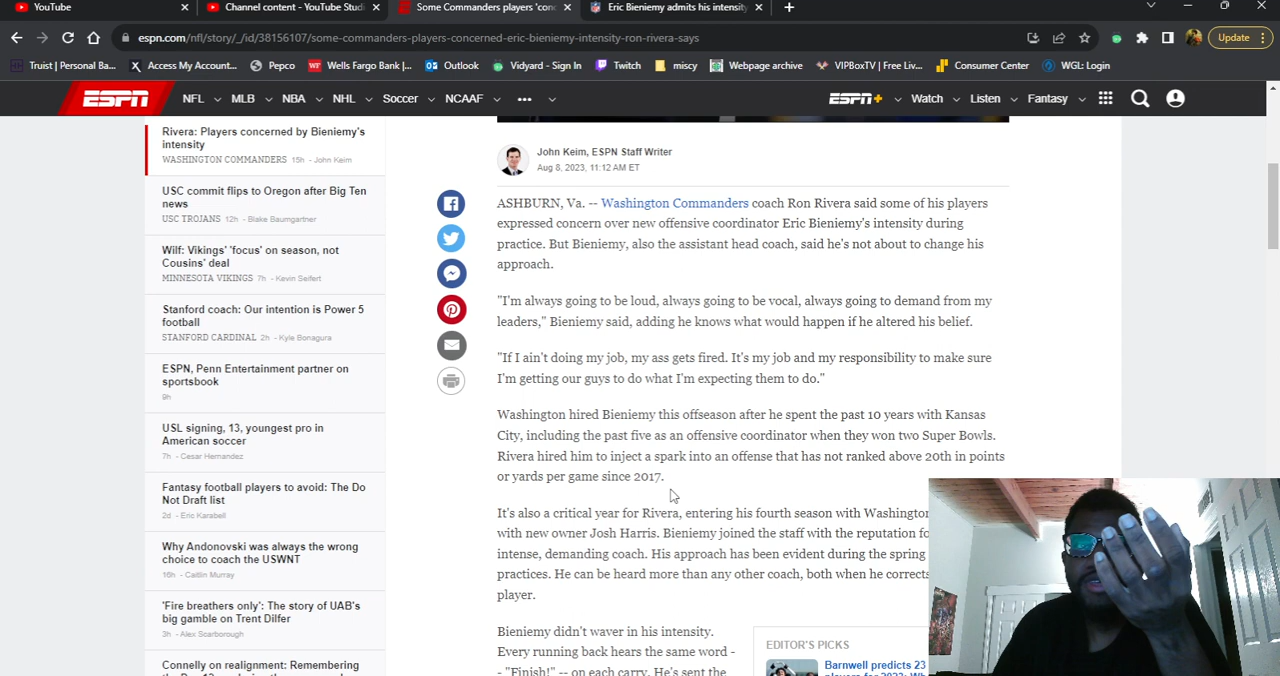 YouTube
Channel content - YouTube Studi
Some Commanders players 'conc
Eric Bieniemy admits his intensity
espn.com/nfl/story/_/id/38156107/some-commanders-players-concerned-eric-bieniemy-intensity-ron-rivera-says
Update
Truist | Personal Ba...
Access My Account...
Pepco
Wells Fargo Bank |...
Outlook
Vidyard - Sign In
Twitch
miscy
Webpage archive
VIPBoxTV | Free Liv...
Consumer Center
WGL: Login
ESPN
NFL
MLB
NBA
NHL
Soccer
NCAAF
•••
ESPN+
Watch
Listen
Fantasy
Rivera: Players concerned by Bieniemy's
intensity
WASHINGTON COMMANDERS 15h - John Keim
USC commit flips to Oregon after Big Ten
news
USC TROJANS 12h - Blake Baumgartner
Wilf: Vikings' 'focus' on season, not
Cousins' deal
MINNESOTA VIKINGS 7h - Kevin Seifert
Stanford coach: Our intention is Power 5
football
STANFORD CARDINAL 2h - Kyle Bonagura
ESPN, Penn Entertainment partner on
sportsbook
9h
USL signing, 13, youngest pro in
American soccer
7h - Cesar Hernandez
Fantasy football players to avoid: The Do
Not Draft list
2d - Eric Karabell
Why Andonovski was always the wrong
choice to coach the USWNT
16h - Caitlin Murray
'Fire breathers only': The story of UAB's
big gamble on Trent Dilfer
3h - Alex Scarborough
Connelly on realignment: Remembering
John Keim, ESPN Staff Writer
Aug 8, 2023, 11:12 AM ET
ASHBURN, Va. -- Washington Commanders coach Ron Rivera said some of his players
expressed concern over new offensive coordinator Eric Bieniemy's intensity during
practice. But Bieniemy, also the assistant head coach, said he's not about to change his
approach.
"I'm always going to be loud, always going to be vocal, always going to demand from my
leaders," Bieniemy said, adding he knows what would happen if he altered his belief.
"If I ain't doing my job, my ass gets fired. It's my job and my responsibility to make sure
I'm getting our guys to do what I'm expecting them to do."
Washington hired Bieniemy this offseason after he spent the past 10 years with Kansas
City, including the past five as an offensive coordinator when they won two Super Bowls.
Rivera hired him to inject a spark into an offense that has not ranked above 20th in points
or yards per game since 2017.
It's also a critical year for Rivera, entering his fourth season with Washington
with new owner Josh Harris. Bieniemy joined the staff with the reputation fo
intense, demanding coach. His approach has been evident during the spring
practices. He can be heard more than any other coach, both when he corrects
player.
Bieniemy didn't waver in his intensity.
Every running back hears the same word -
- "Finish!" -- on each carry. He's sent the
EDITOR'S PICKS
Barnwell predicts 23